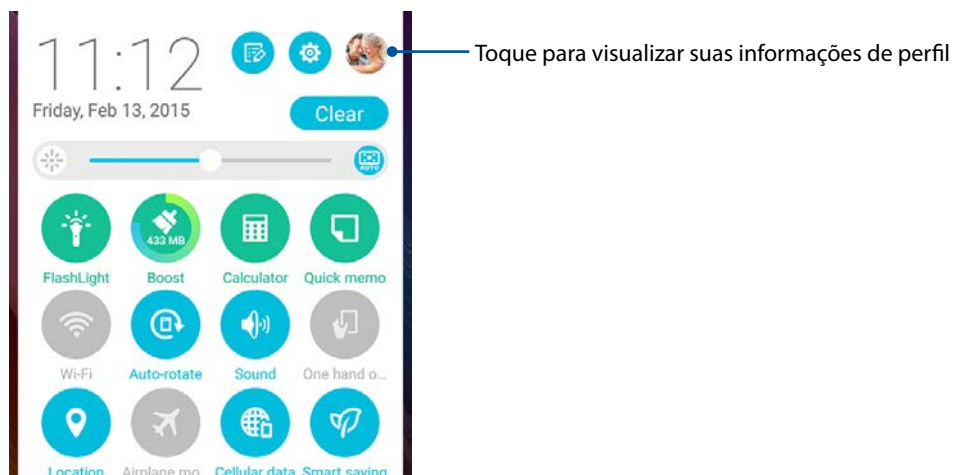 11:12
Toque para visualizar suas informações de perfil
Friday, Feb 13, 2015
Clear
AUTO
433 MB
FlashLight Boost Calculator Quick memo
Wi-Fi Auto-rotate Sound One hand o...
Location Airplane mo... Cellular data Smart saving